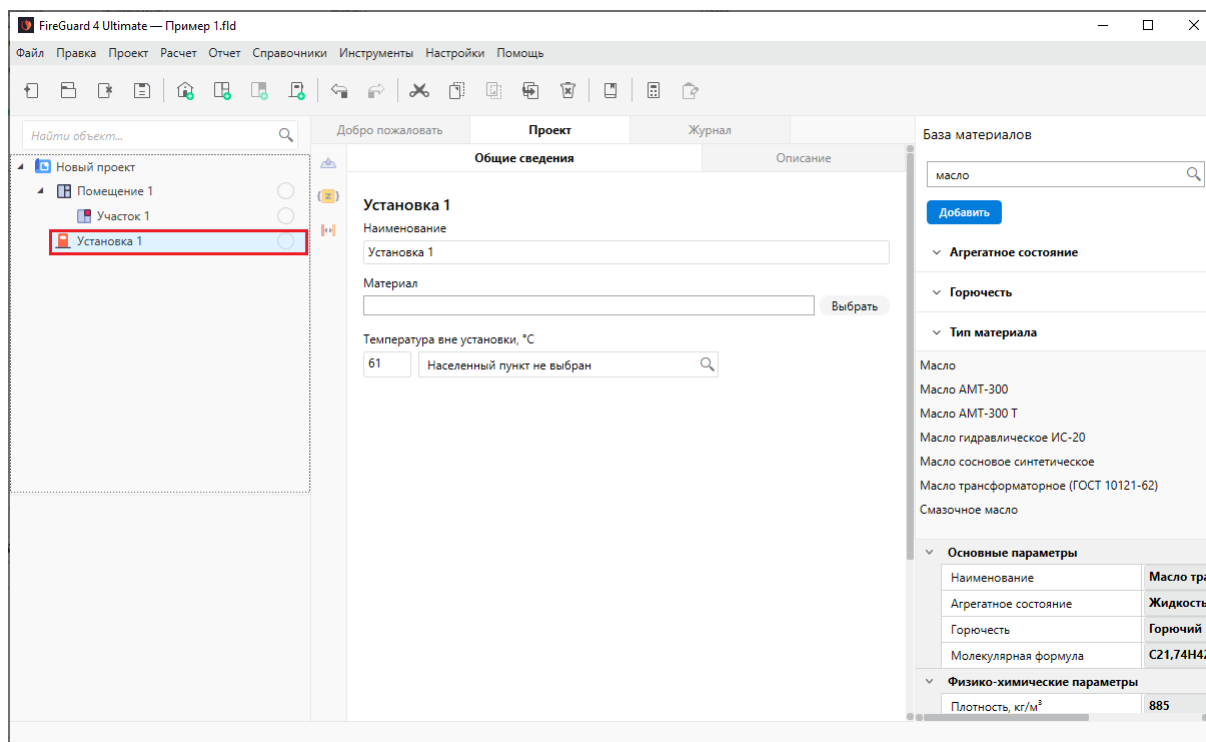 FireGuard 4 Ultimate — Пример 1.fld
Файл Правка Проект Расчет Отчет Справочники Инструменты Настройки Помощь
Найти объект...
Новый проект
Помещение 1
Участок 1
Установка 1
Добро пожаловать Проект Журнал
Общие сведения Описание
Установка 1
Наименование
Установка 1
Материал
Выбрать
Температура вне установки, °C
61 Населенный пункт не выбран
База материалов
масло
Добавить
Агрегатное состояние
Горючесть
Тип материала
Масло
Масло АМТ-300
Масло АМТ-300 Т
Масло гидравлическое ИС-20
Масло сосновое синтетическое
Масло трансформаторное (ГОСТ 10121-62)
Смазочное масло
Основные параметры
Наименование Масло тра
Агрегатное состояние Жидкость
Горючесть Горючий
Молекулярная формула C21,74H42
Физико-химические параметры
Плотность, кг/м³ 885